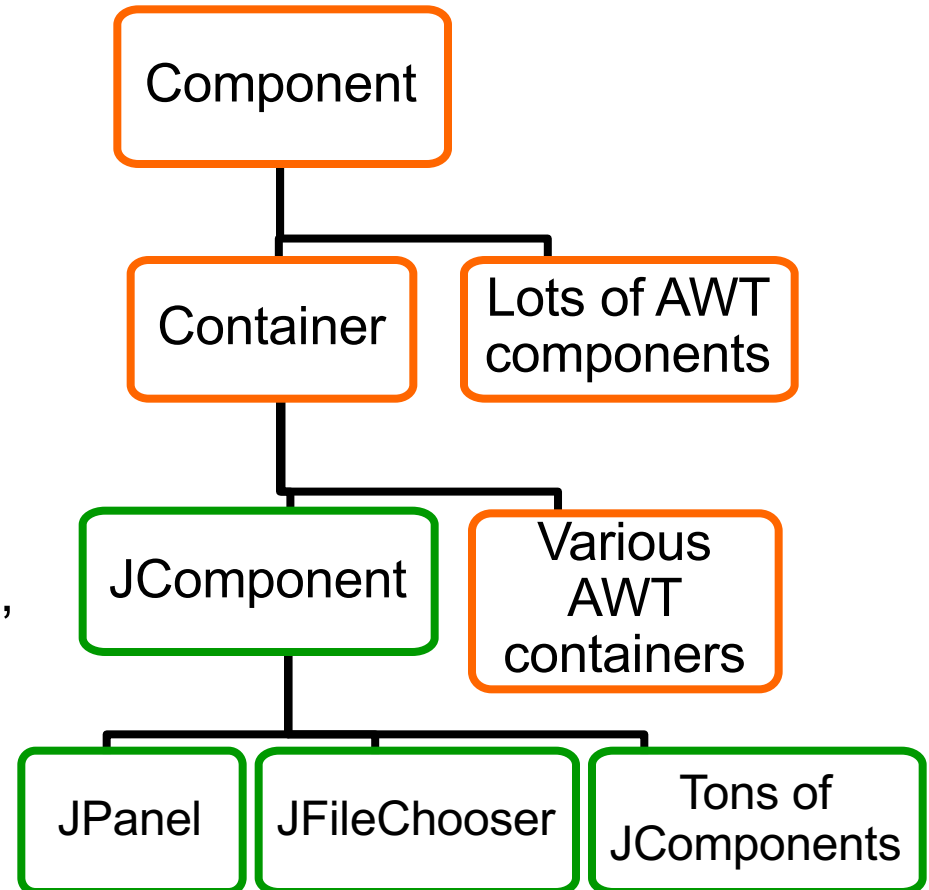 Component
Container
Lots of AWT
components
JComponent
Various
AWT
containers
,
JPanel
JFileChooser
Tons of
JComponents